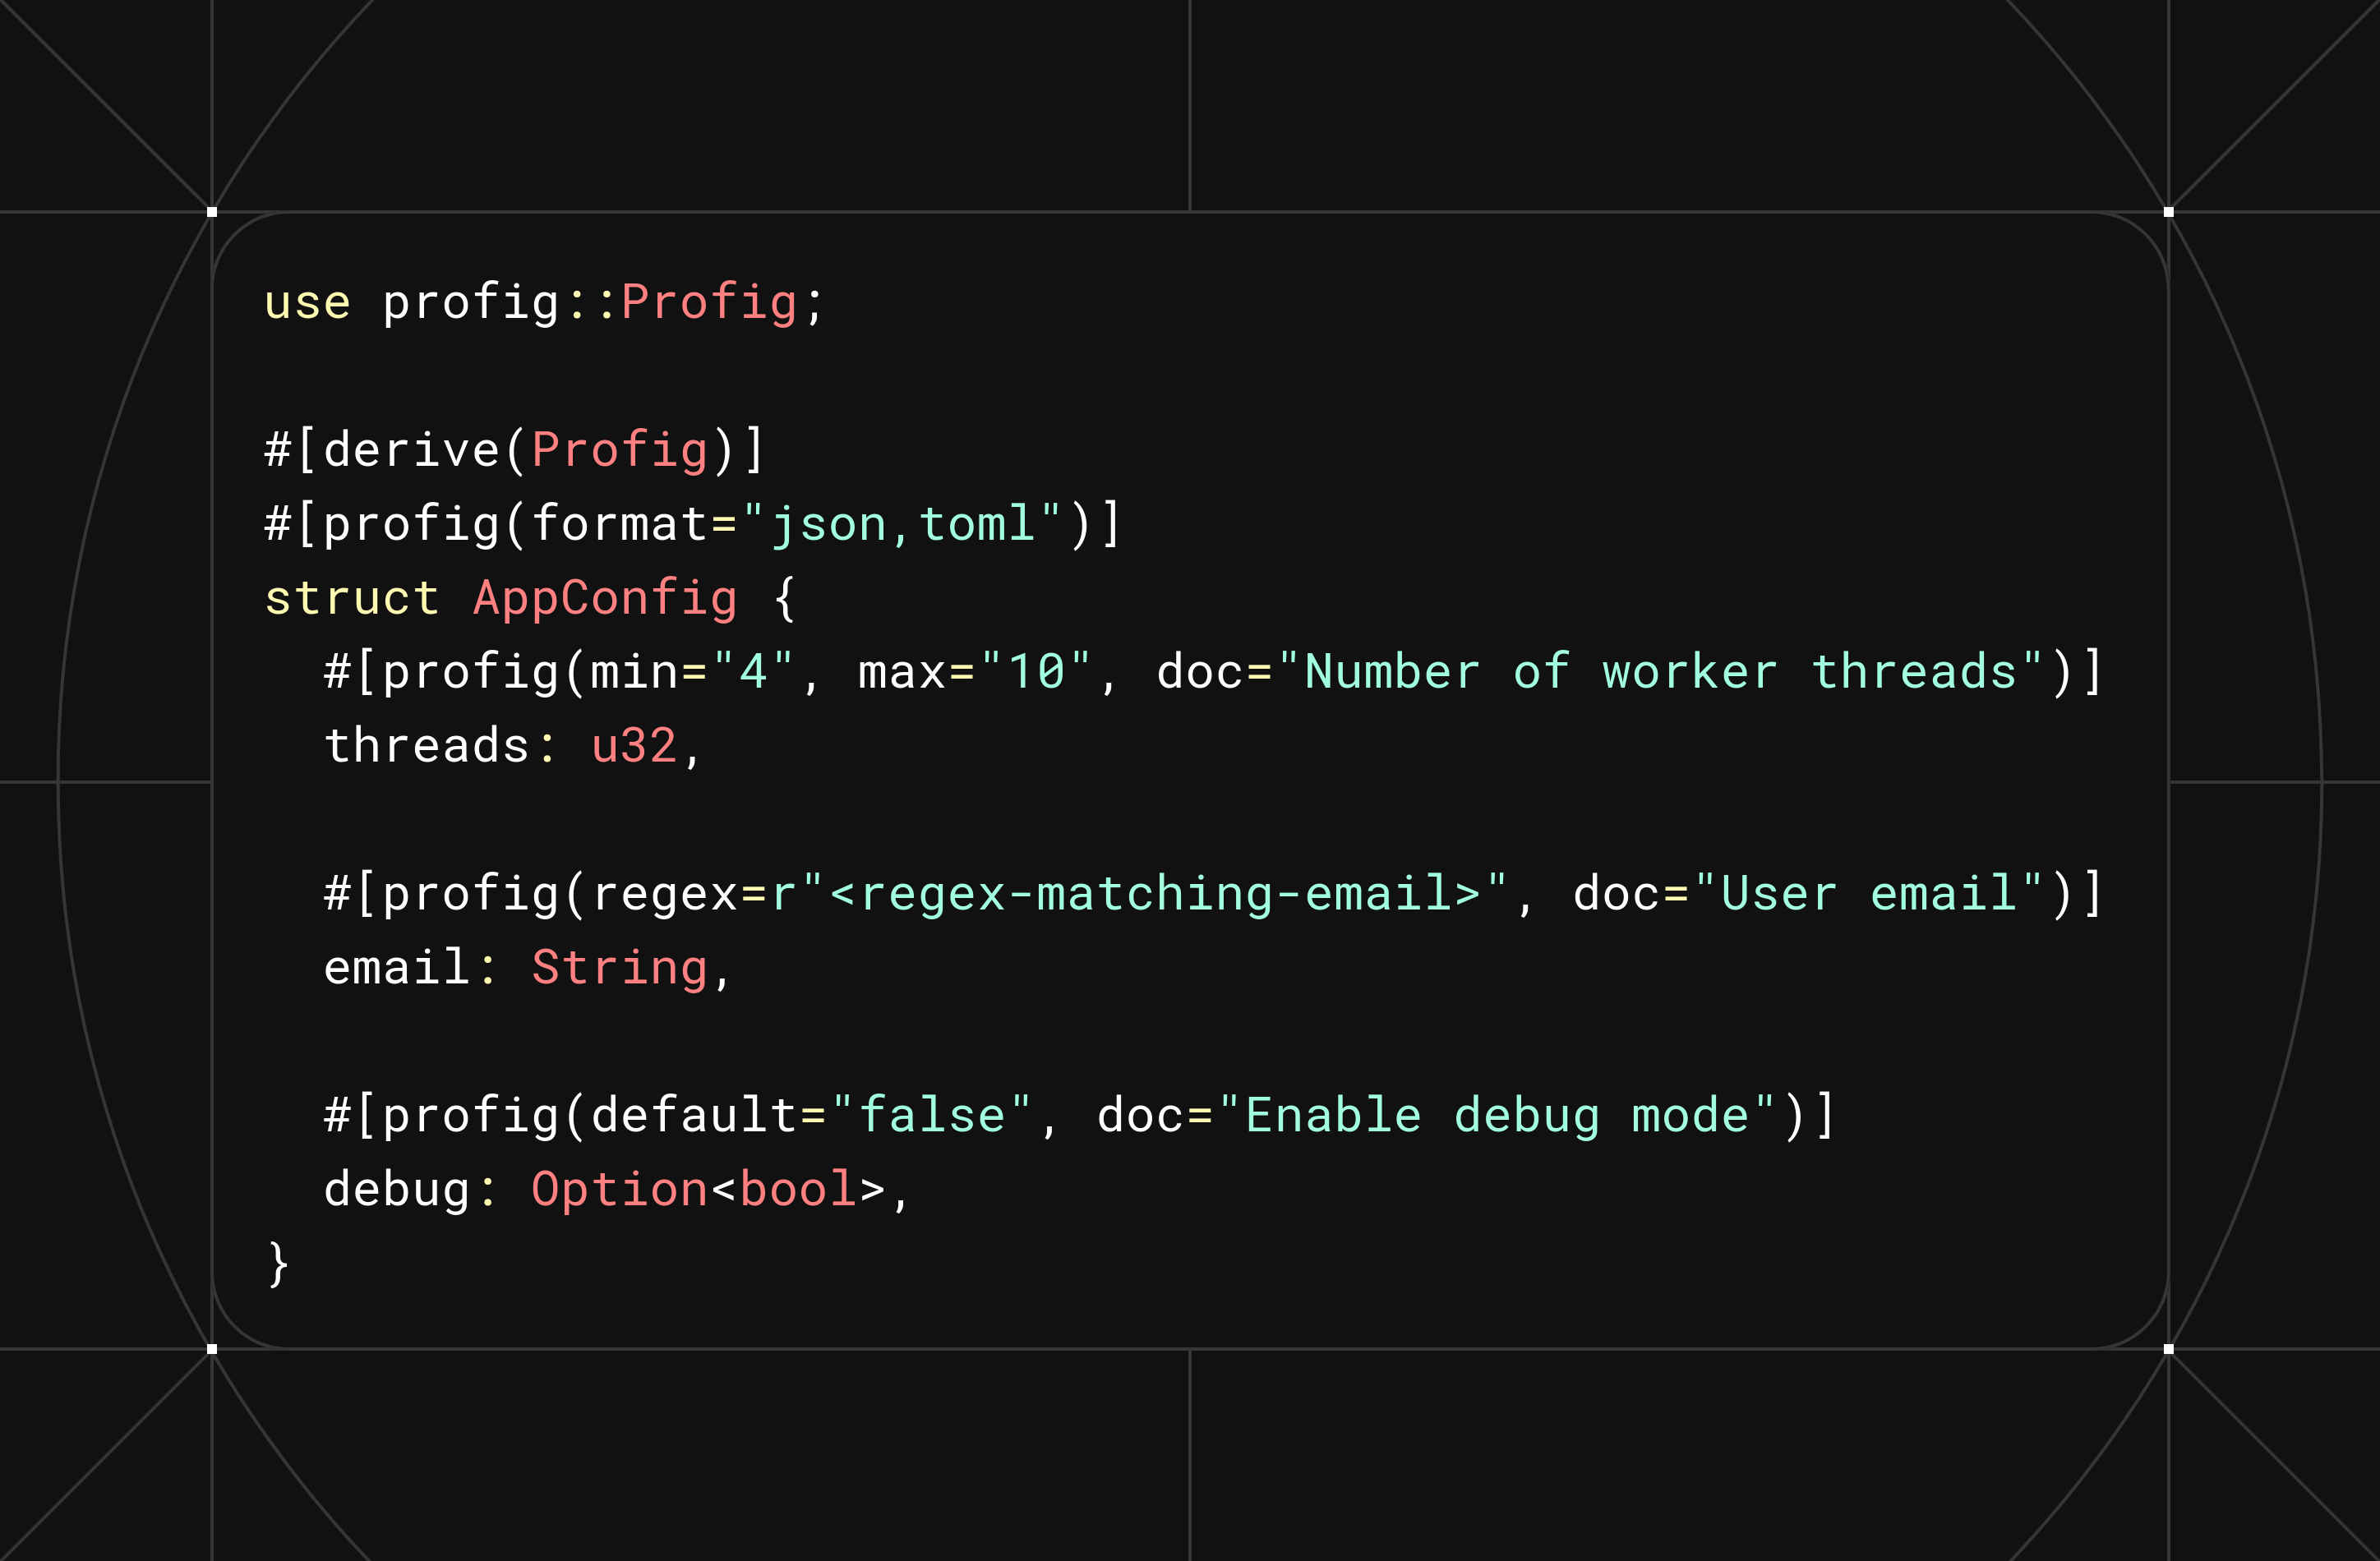 use profig::Profig;
#[derive(Profig)]
#[profig(format="json,toml")]
struct AppConfig {
  #[profig(min="4", max="10", doc="Number of worker threads")]
  threads: u32,
  #[profig(regex=r"<regex-matching-email>", doc="User email")]
  email: String,
  #[profig(default="false", doc="Enable debug mode")]
  debug: Option<bool>,
}